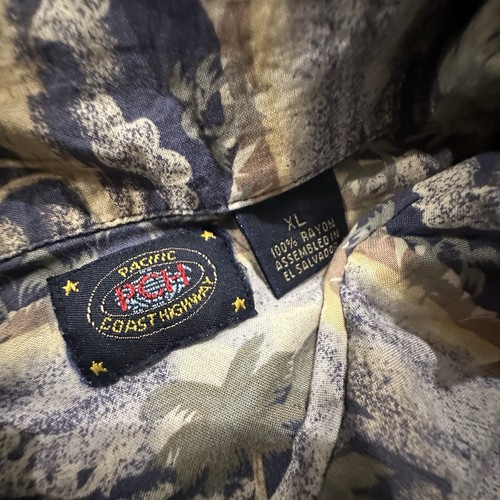 PACIFIC
PCH
COAST HIGHWAY
XL
100% RAYON
ASSEMBLED IN
EL SALVADOR